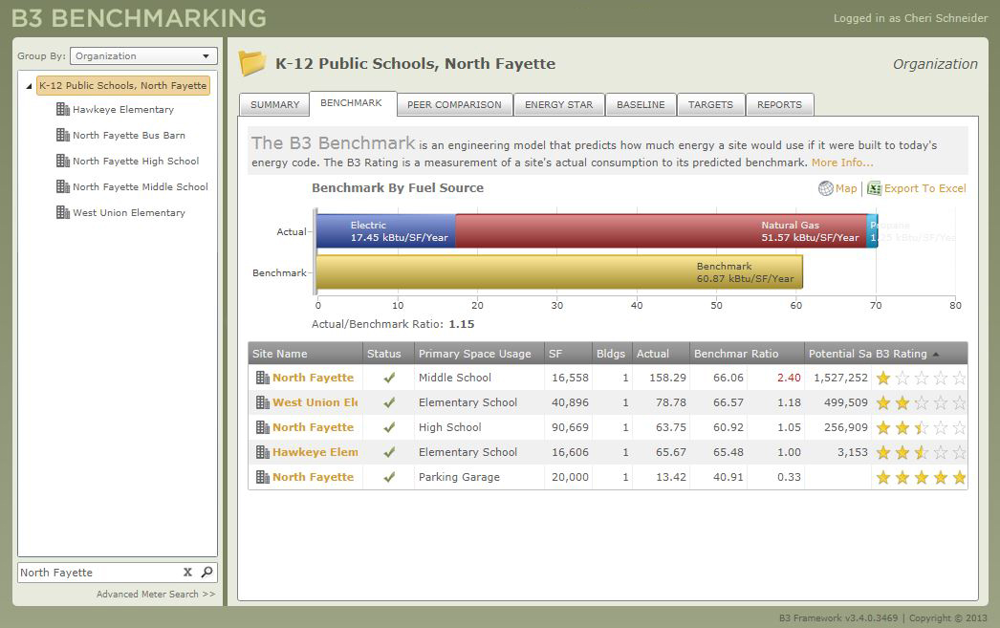 B3 BENCHMARKING
Logged in as Cheri Schneider
Group By: Organization
K-12 Public Schools, North Fayette
Hawkeye Elementary
North Fayette Bus Barn
North Fayette High School
North Fayette Middle School
West Union Elementary
North Fayette X
Advanced Meter Search >>
K-12 Public Schools, North Fayette
Organization
SUMMARY BENCHMARK PEER COMPARISON ENERGY STAR BASELINE TARGETS REPORTS
The B3 Benchmark is an engineering model that predicts how much energy a site would use if it were built to today's
energy code. The B3 Rating is a measurement of a site's actual consumption to its predicted benchmark. More Info...
Benchmark By Fuel Source
Map | Export To Excel
Electric Natural Gas Propane
Actual 17.45 kBtu/SF/Year 51.57 kBtu/SF/Year 1.25 kBtu/SF/Year
Benchmark
Benchmark 60.87 kBtu/SF/Year
0 10 20 30 40 50 60 70 80
Actual/Benchmark Ratio: 1.15
Site Name Status Primary Space Usage SF Bldgs Actual Benchmar Ratio Potential Sa B3 Rating
North Fayette Middle School 16,558 1 158.29 66.06 2.40 1,527,252
West Union Ele Elementary School 40,896 1 78.78 66.57 1.18 499,509
North Fayette High School 90,669 1 63.75 60.92 1.05 256,909
Hawkeye Elem Elementary School 16,606 1 65.67 65.48 1.00 3,153
North Fayette Parking Garage 20,000 1 13.42 40.91 0.33
B3 Framework v3.4.0.3469 | Copyright © 2013